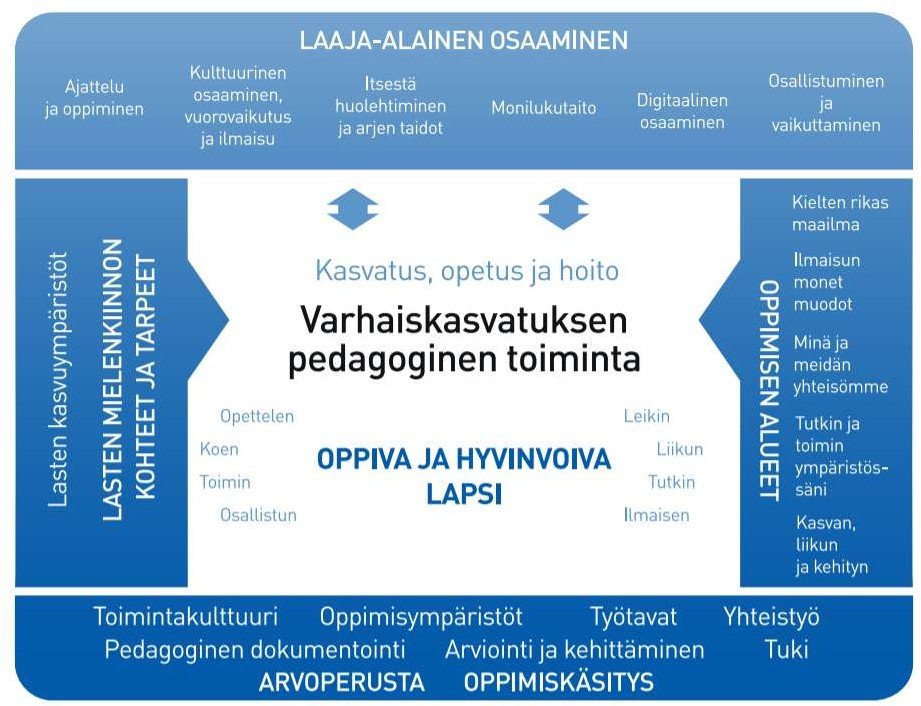 LAAJA-ALAINEN OSAAMINEN
Ajattelu
ja oppiminen
Kulttuurinen
osaaminen,
vuorovaikutus
ja ilmaisu
Itsestä
huolehtiminen
ja arjen taidot
Monilukutaito
Digitaalinen
osaaminen
Osallistuminen
ja
vaikuttaminen
Lasten kasvuympäristöt
LASTEN MIELENKIINNON
KOHTEET JA TARPEET
Kasvatus, opetus ja hoito
Varhaiskasvatuksen
pedagoginen toiminta
Opettelen
Koen
Toimin
Osallistun
OPPIVA JA HYVINVOIVA
LAPSI
Leikin
Liikun
Tutkin
Ilmaisen
OPPIMISEN ALUEET
Kielten rikas
maailma
Ilmaisun
monet
muodot
Minä ja
meidän
yhteisömme
Tutkin ja
toimin
ympäristös-
säni
Kasvan,
liikun
ja kehityn
Toimintakulttuuri Oppimisympäristöt Työtavat Yhteistyö
Pedagoginen dokumentointi Arviointi ja kehittäminen Tuki
ARVOPERUSTA OPPIMISKÄSITYS